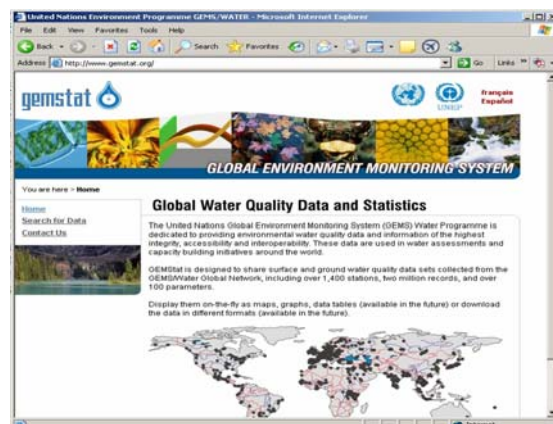 United Nations Environment Programme GEMS/WATER - Microsoft Internet Explorer
File Edit View Favorites Tools Help
Back Search Favorites
Address http://www.gemstat.org/ Go Links »
gemstat
UNEP
français
Español
GLOBAL ENVIRONMENT MONITORING SYSTEM
You are here > Home
Home
Search for Data
Contact Us
Global Water Quality Data and Statistics
The United Nations Global Environment Monitoring System (GEMS) Water Programme is
dedicated to providing environmental water quality data and information of the highest
integrity, accessibility and interoperability. These data are used in water assessments and
capacity building initiatives around the world.
GEMStat is designed to share surface and ground water quality data sets collected from the
GEMS/Water Global Network, including over 1,400 stations, two million records, and over
100 parameters.
Display them on-the-fly as maps, graphs, data tables (available in the future) or download
the data in different formats (available in the future).
Internet